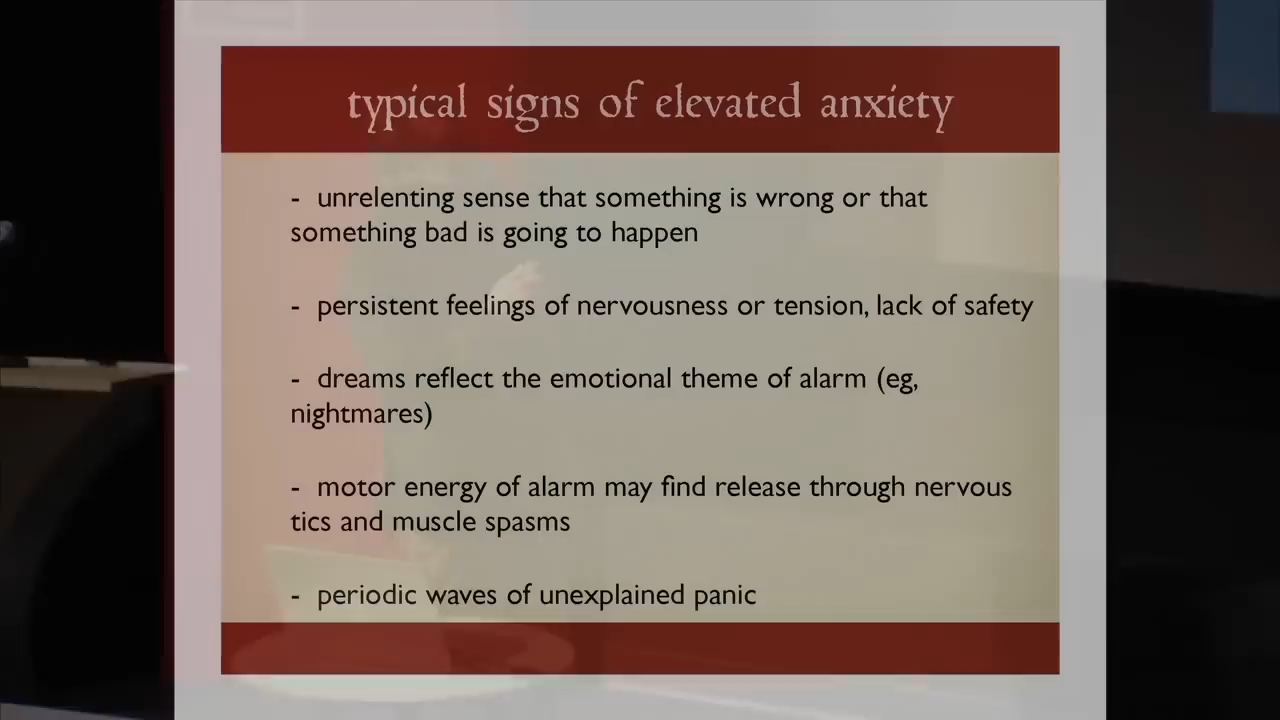 typical signs of elevated anxiety
- unrelenting sense that something is wrong or that
something bad is going to happen
- persistent feelings of nervousness or tension, lack of safety
- dreams reflect the emotional theme of alarm (eg,
nightmares)
- motor energy of alarm may find release through nervous
tics and muscle spasms
- periodic waves of unexplained panic